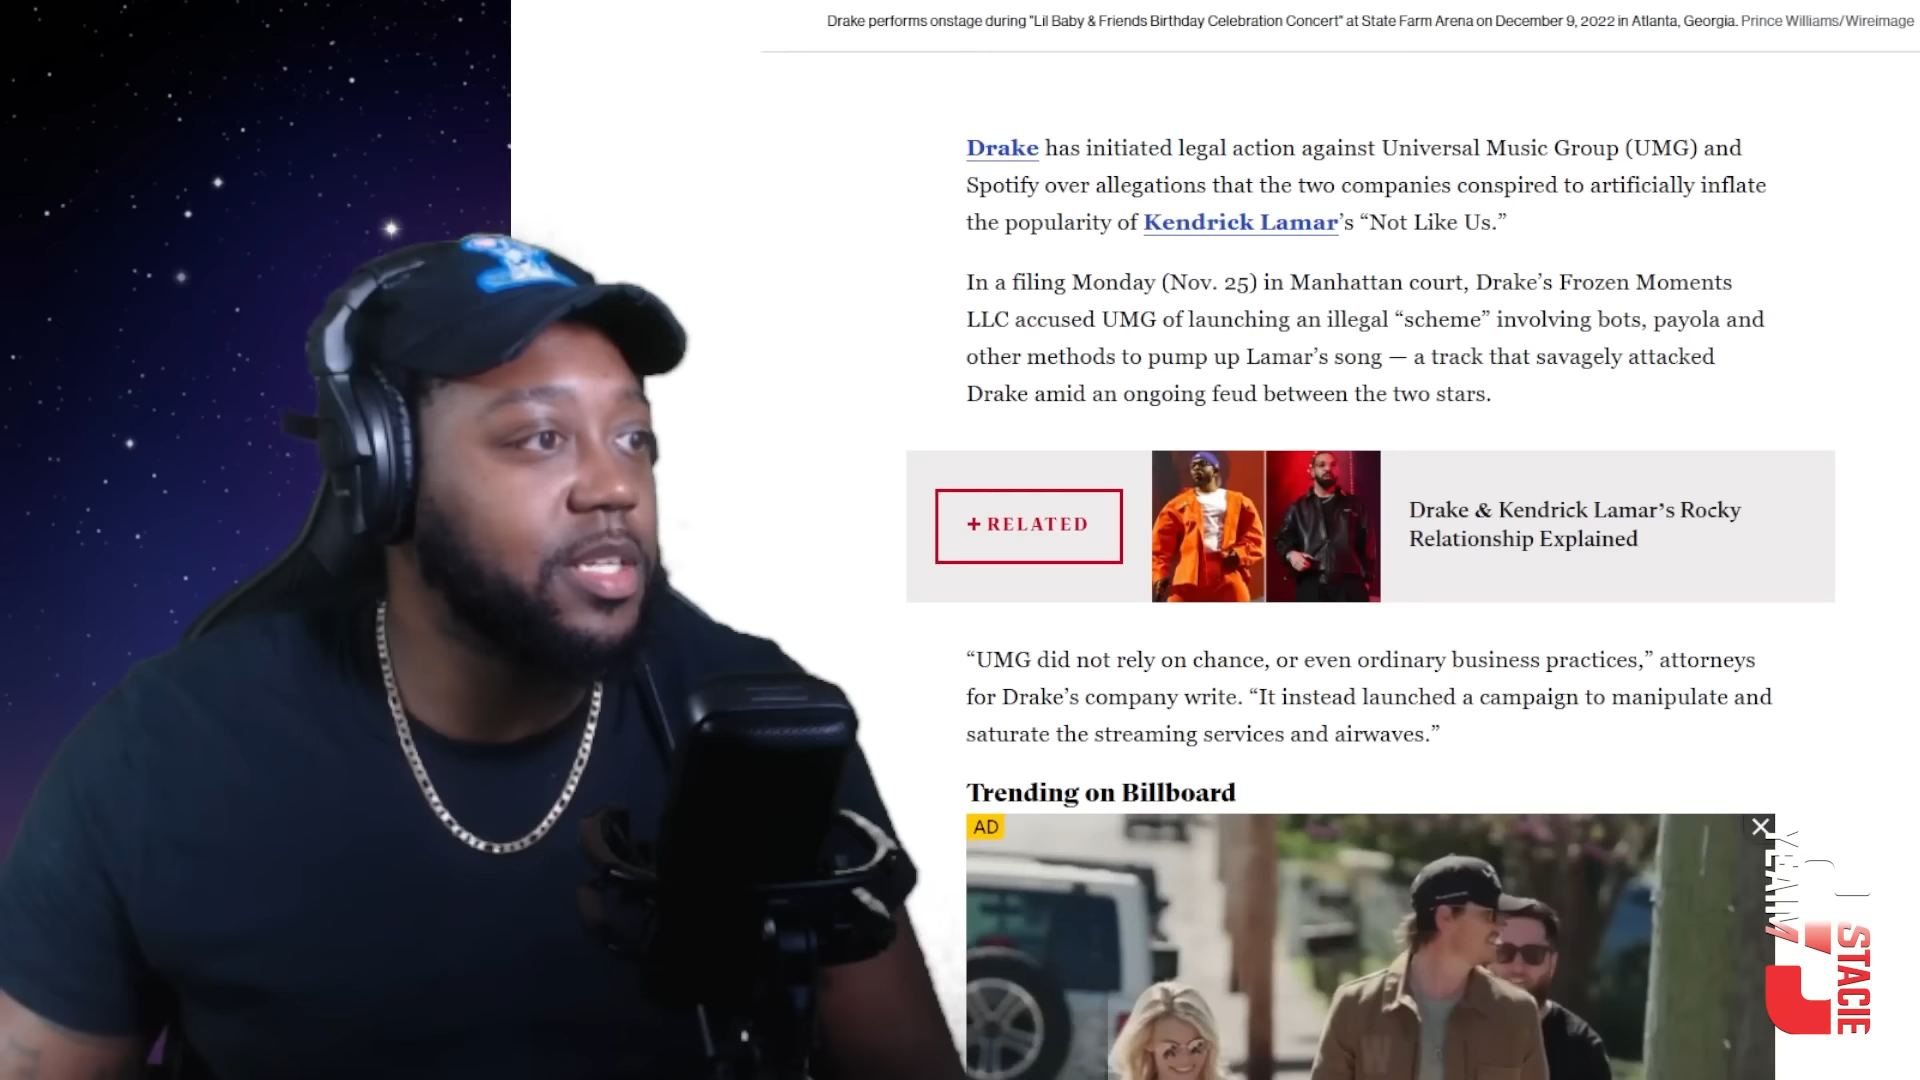 Drake performs onstage during "Lil Baby & Friends Birthday Celebration Concert" at State Farm Arena on December 9, 2022 in Atlanta, Georgia. Prince Williams/Wireimage
Drake has initiated legal action against Universal Music Group (UMG) and
Spotify over allegations that the two companies conspired to artificially inflate
the popularity of Kendrick Lamar’s “Not Like Us.”
In a filing Monday (Nov. 25) in Manhattan court, Drake’s Frozen Moments
LLC accused UMG of launching an illegal “scheme” involving bots, payola and
other methods to pump up Lamar’s song — a track that savagely attacked
Drake amid an ongoing feud between the two stars.
+ RELATED
Drake & Kendrick Lamar’s Rocky
Relationship Explained
“UMG did not rely on chance, or even ordinary business practices,” attorneys
for Drake’s company write. “It instead launched a campaign to manipulate and
saturate the streaming services and airwaves.”
Trending on Billboard
AD
STACIE